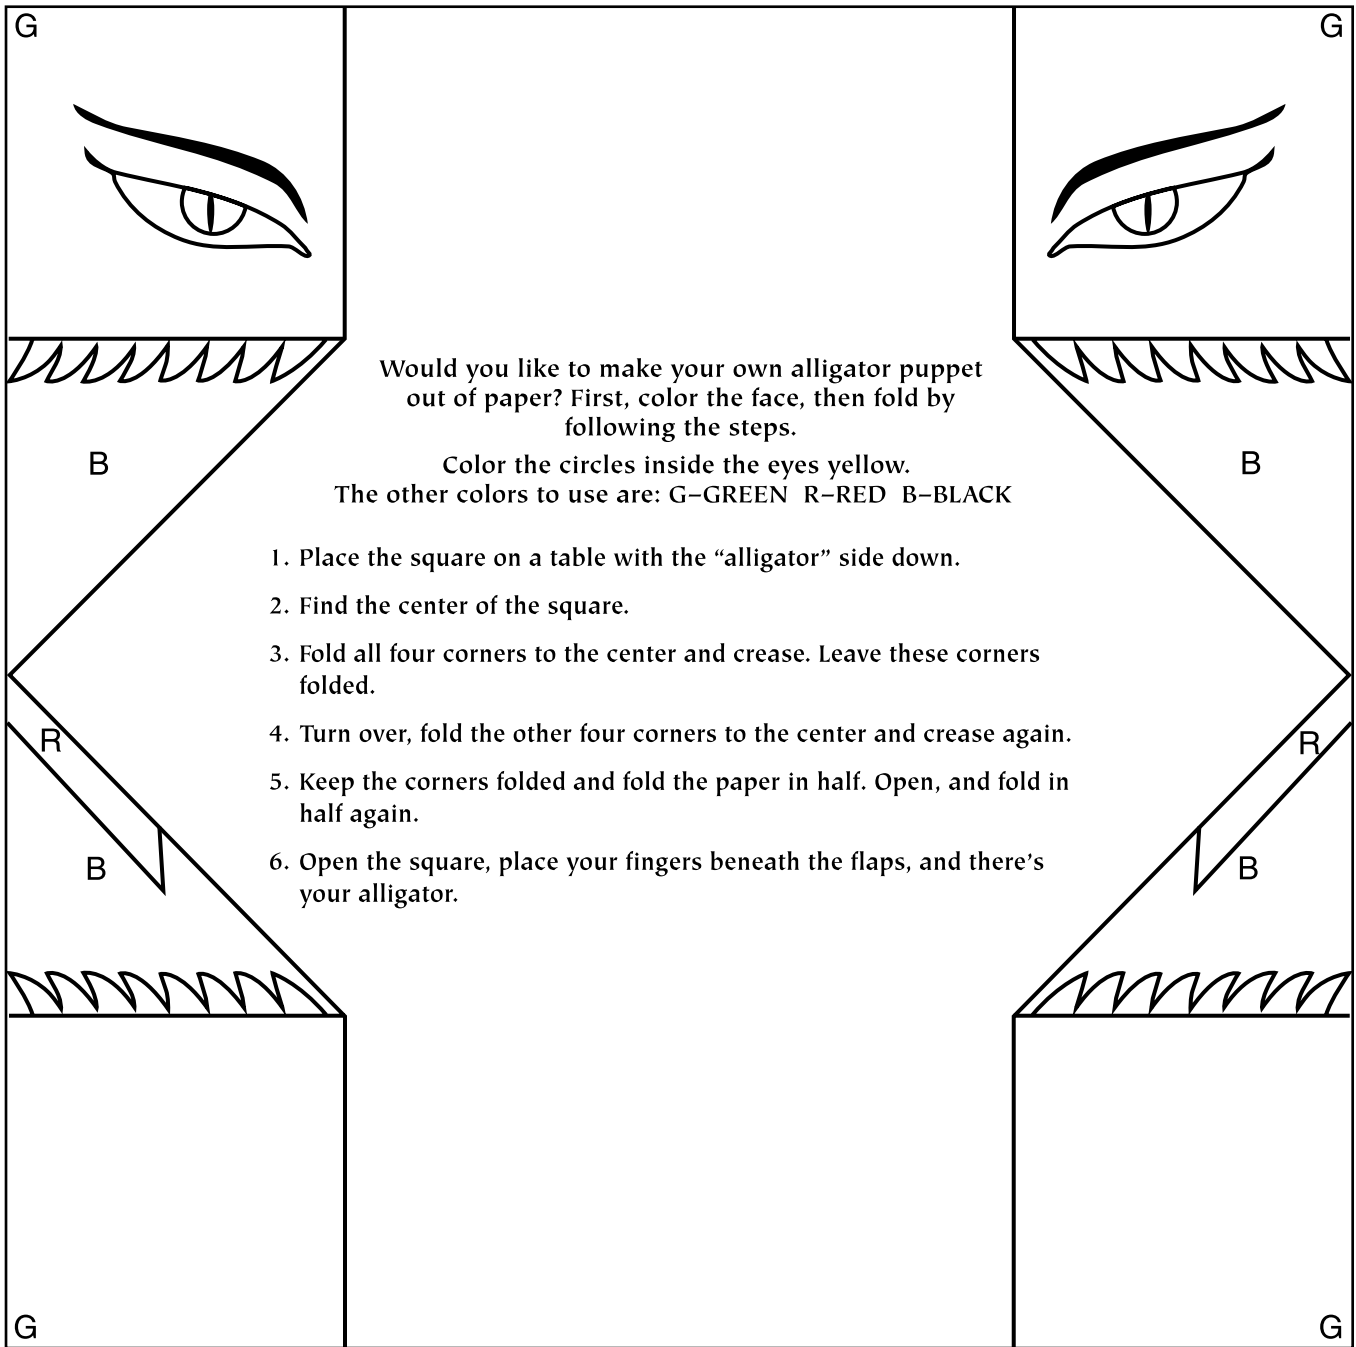 G
G
Would you like to make your own alligator puppet
out of paper? First, color the face, then fold by
following the steps.
B
B
Color the circles inside the eyes yellow.
The other colors to use are: G–GREEN  R–RED  B–BLACK
1. Place the square on a table with the “alligator” side down.
2. Find the center of the square.
3. Fold all four corners to the center and crease. Leave these corners
folded.
R
R
4. Turn over, fold the other four corners to the center and crease again.
5. Keep the corners folded and fold the paper in half. Open, and fold in
half again.
B
B
6. Open the square, place your fingers beneath the flaps, and there’s
your alligator.
G
G